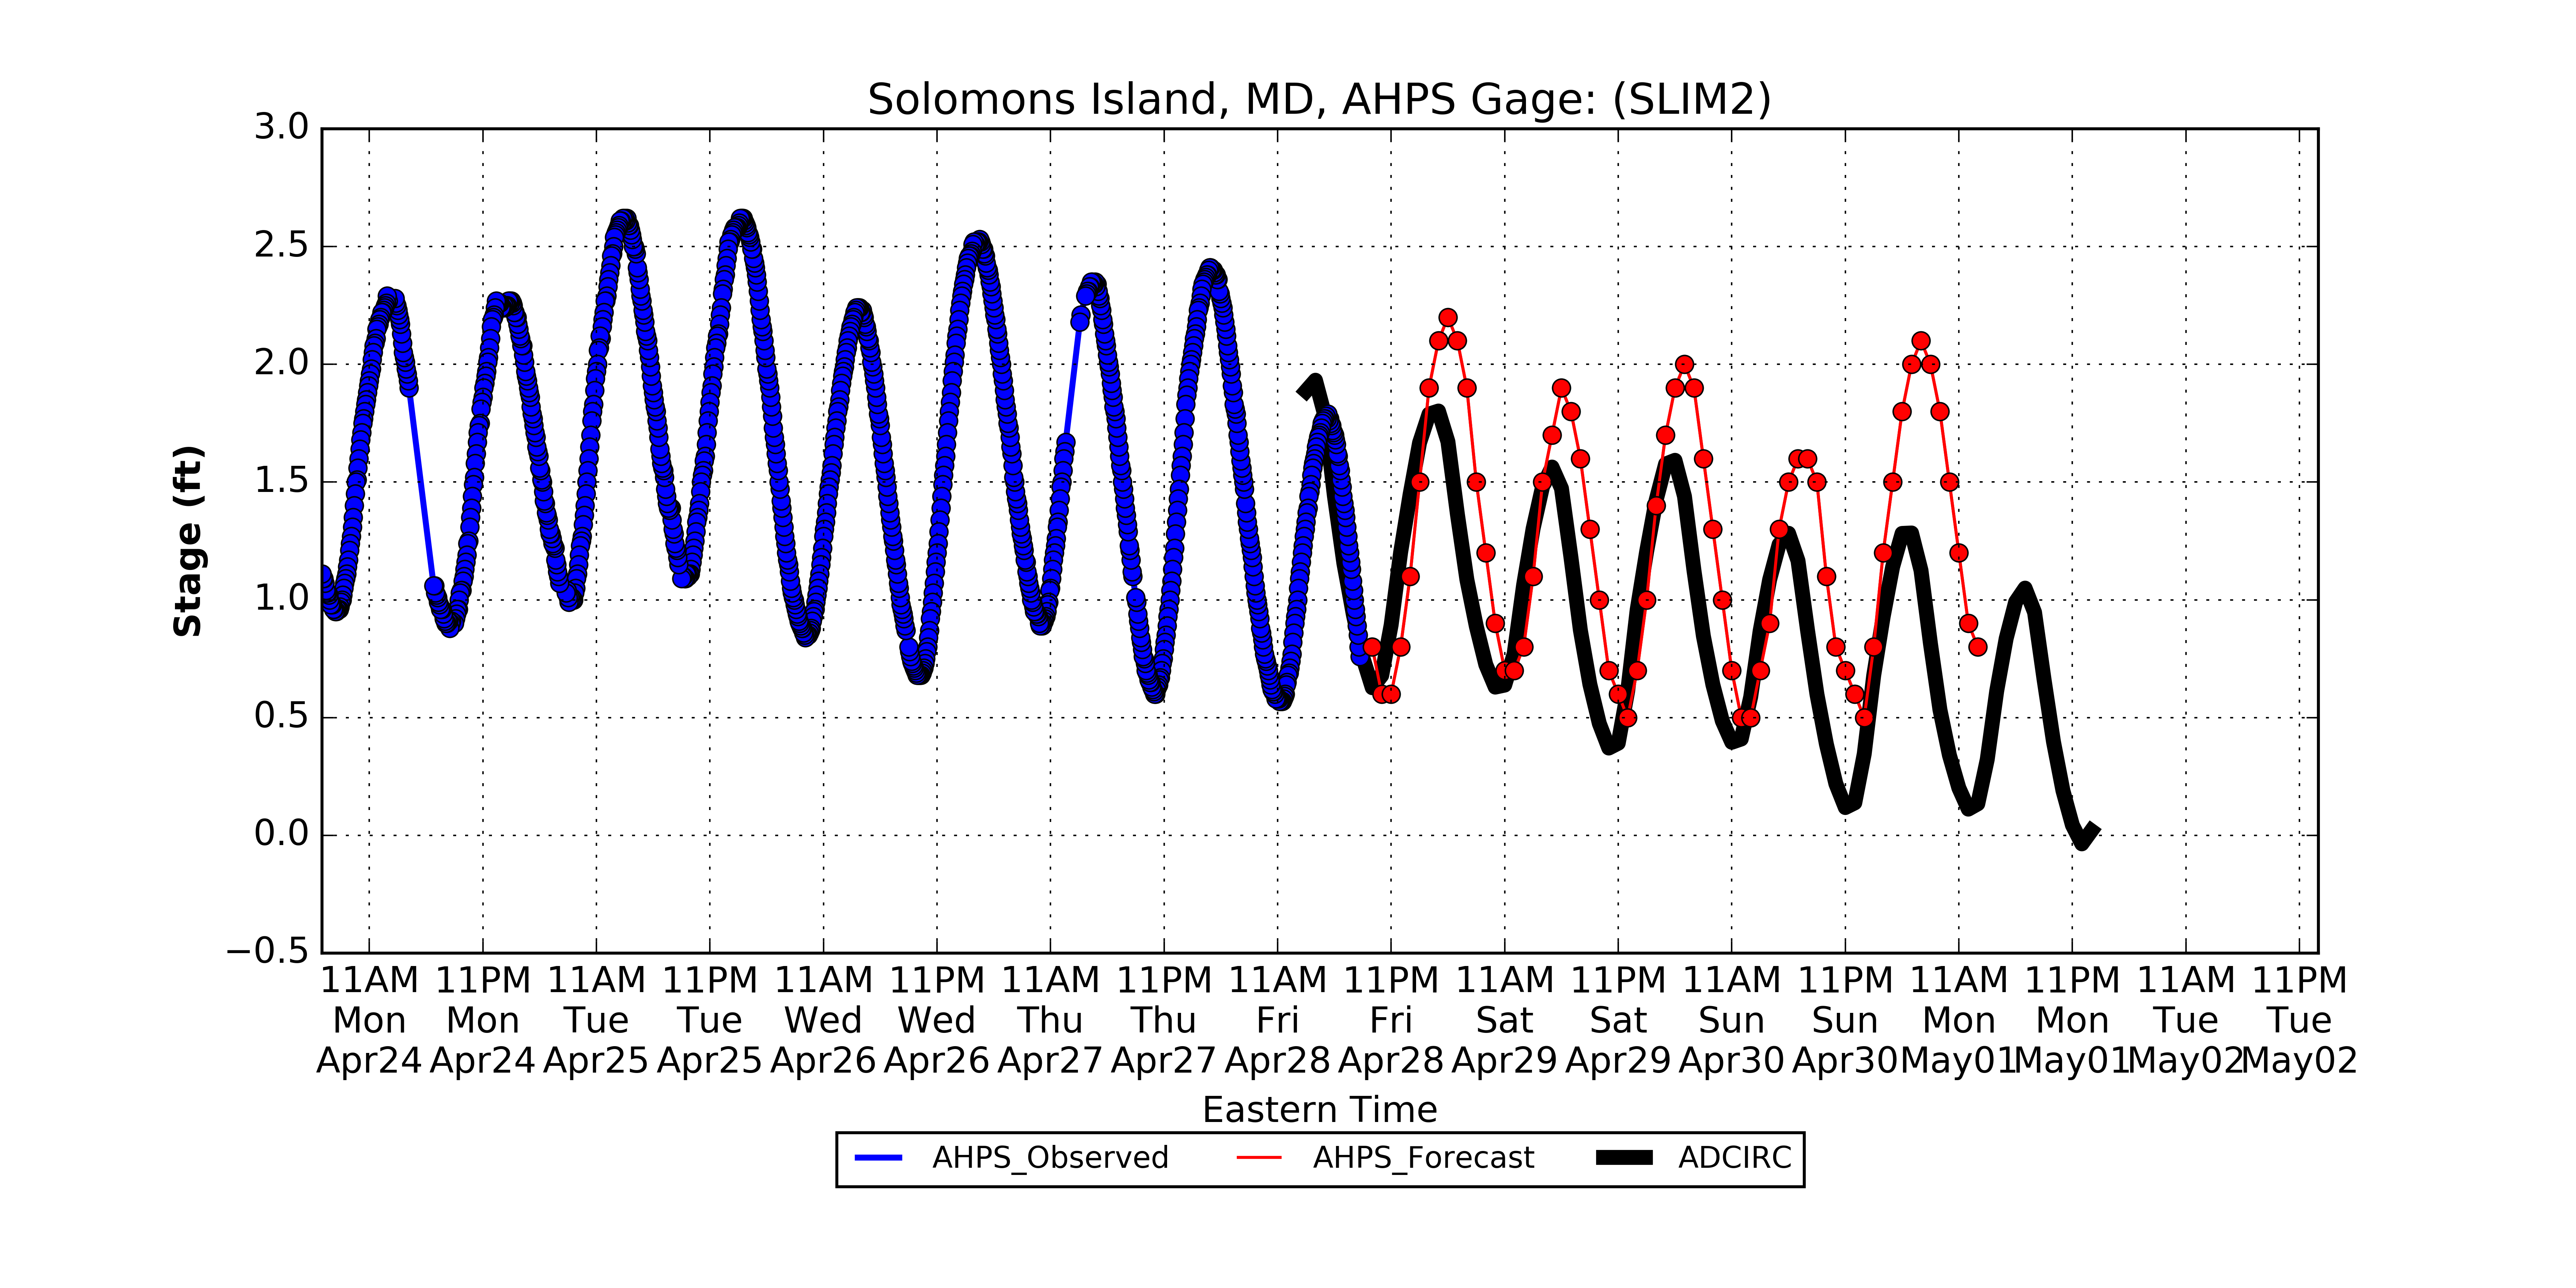 Solomons Island, MD, AHPS Gage: (SLIM2)
3.0
2.5
2.0
1.5
1.0
0.5
0.0
−0.5
Stage (ft)
11AM 11PM 11AM 11PM 11AM 11PM 11AM 11PM 11AM 11PM 11AM 11PM 11AM 11PM 11AM 11PM 11AM 11PM
Mon Mon Tue Tue Wed Wed Thu Thu Fri Fri Sat Sat Sun Sun Mon Mon Tue Tue
Apr24 Apr24 Apr25 Apr25 Apr26 Apr26 Apr27 Apr27 Apr28 Apr28 Apr29 Apr29 Apr30 Apr30 May01 May01 May02 May02
Eastern Time
AHPS_Observed AHPS_Forecast ADCIRC